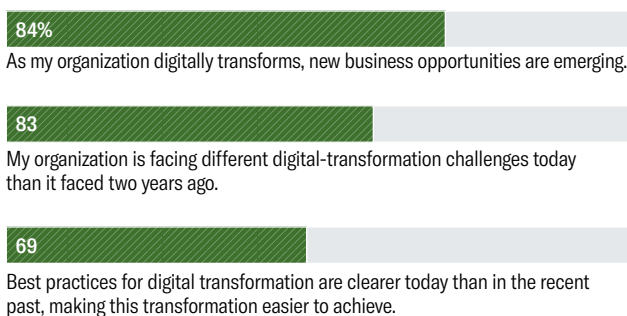 84%
As my organization digitally transforms, new business opportunities are emerging.
83
My organization is facing different digital-transformation challenges today
than it faced two years ago.
69
Best practices for digital transformation are clearer today than in the recent
past, making this transformation easier to achieve.